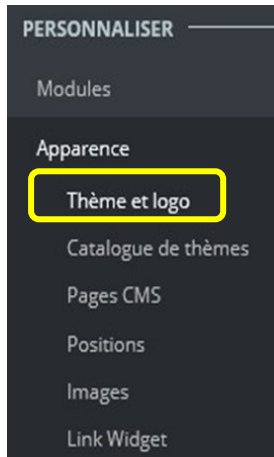 PERSONNALISER
Modules
Apparence
Thème et logo
Catalogue de thèmes
Pages CMS
Positions
Images
Link Widget